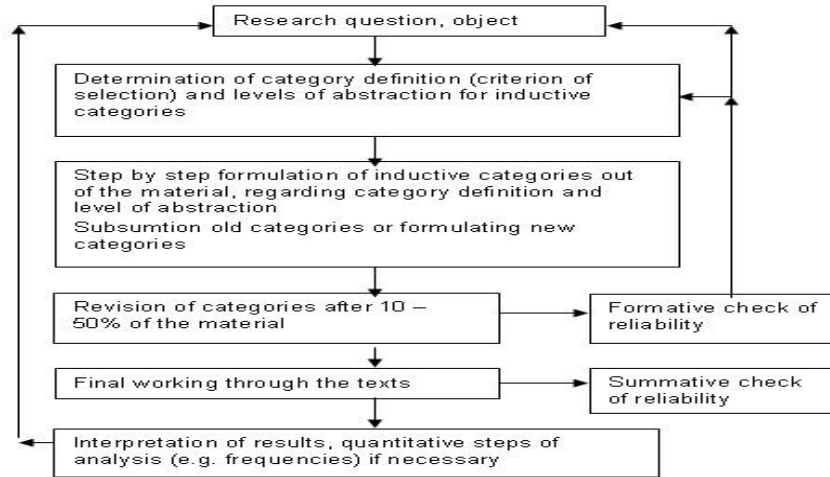 Research question, object
Determination of category definition (criterion of
selection) and levels of abstraction for inductive
categories
Step by step formulation of inductive categories out
of the material, regarding category definition and
level of abstraction
Subsumtion old categories or formulating new
categories
Revision of categories after 10 –
50% of the material
Formative check of
reliability
Final working through the texts
Summative check
of reliability
Interpretation of results, quantitative steps of
analysis (e.g. frequencies) if necessary